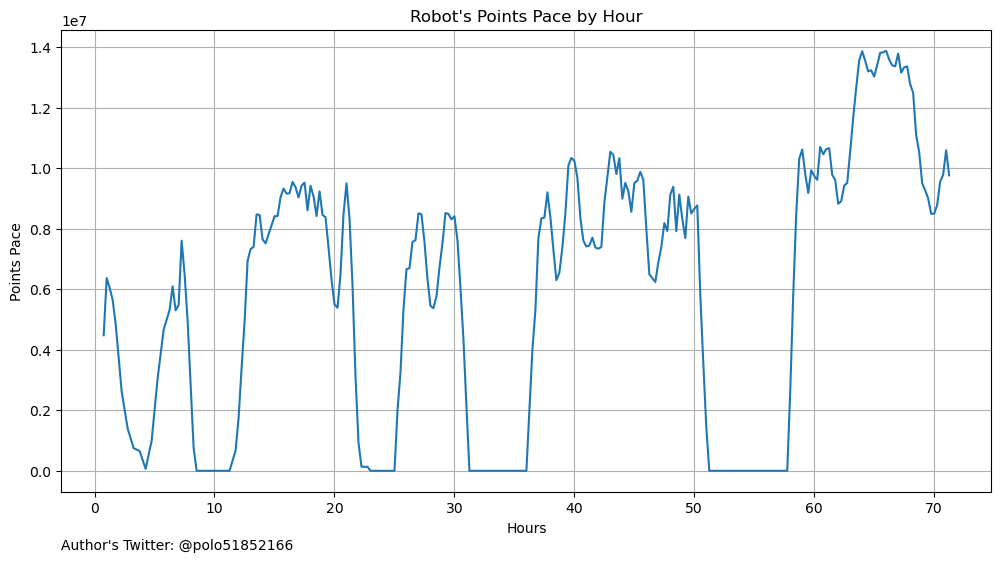 Robot's Points Pace by Hour
1e7
1.4
1.2
1.0
0.8
0.6
0.4
0.2
0.0
Points Pace
0 10 20 30 40 50 60 70
Hours
Author's Twitter: @polo51852166